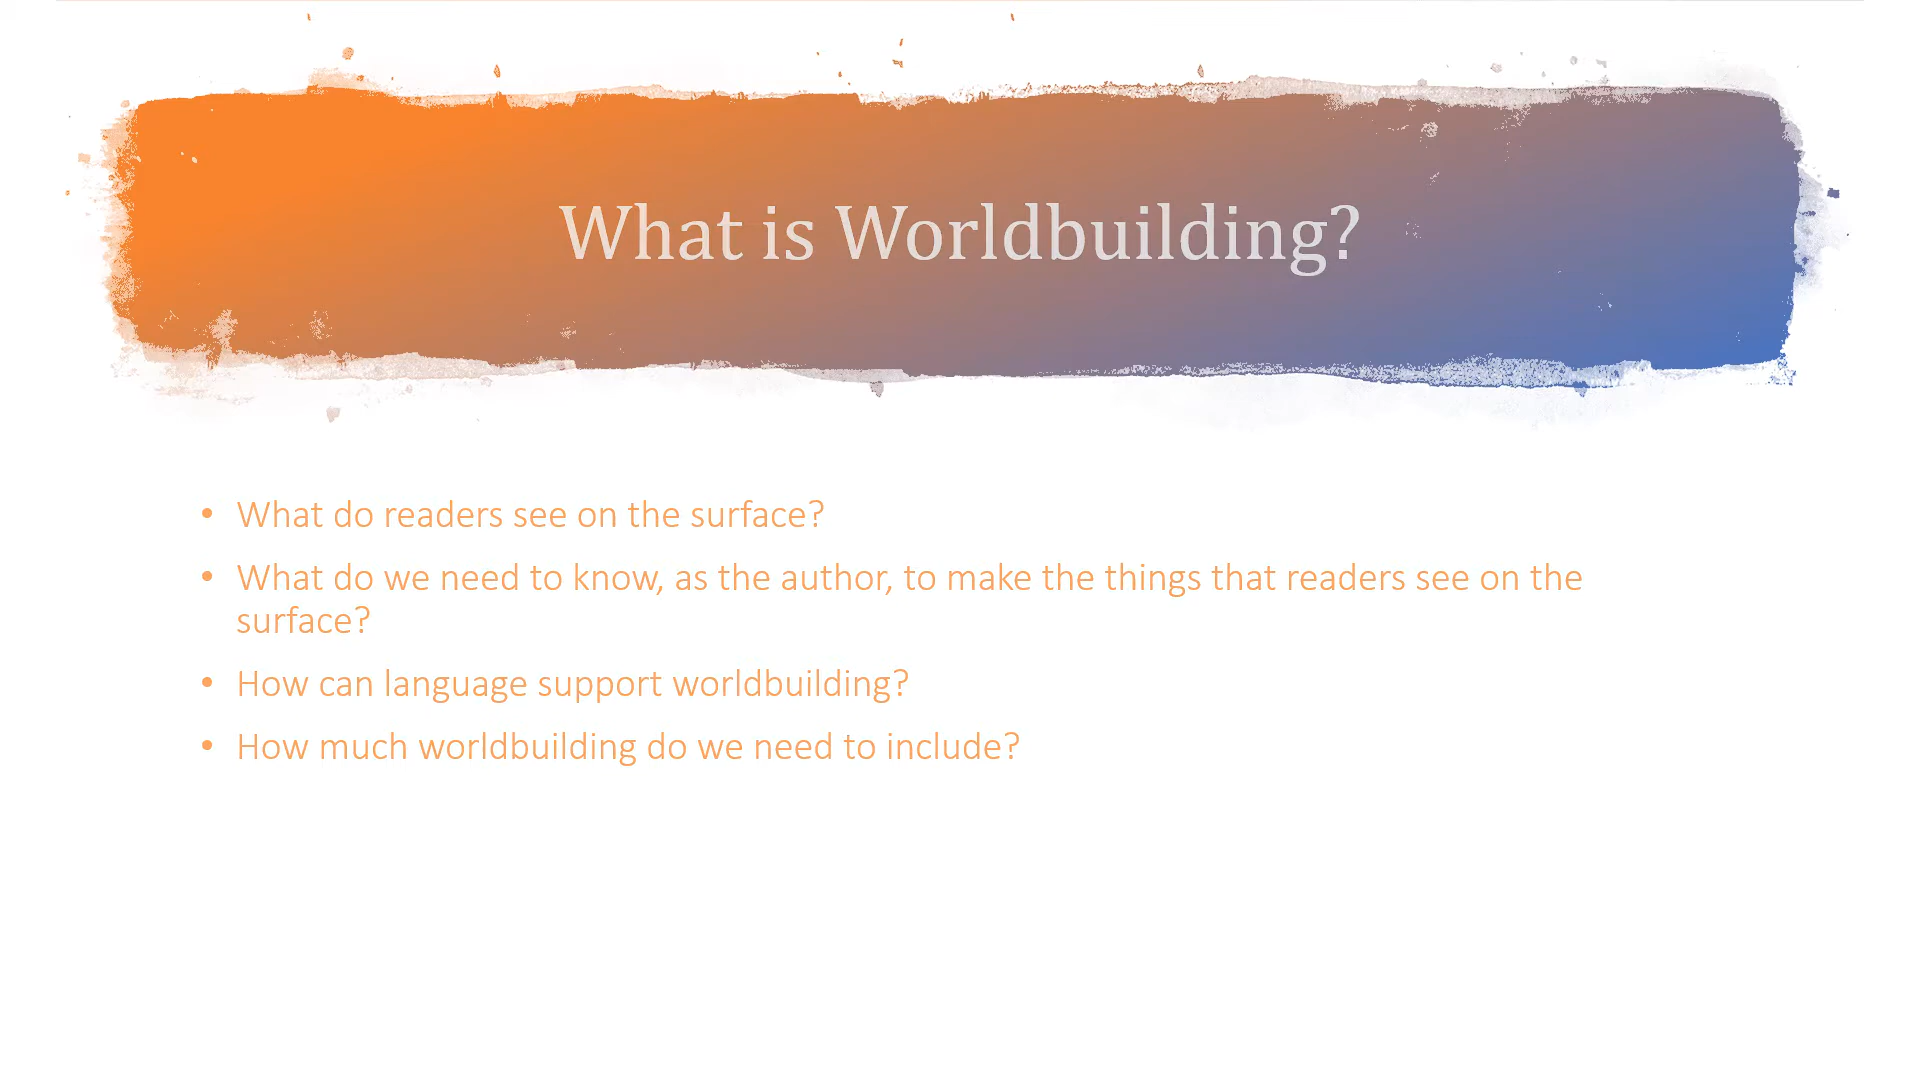 What is Worldbuilding?
• What do readers see on the surface?
• What do we need to know, as the author, to make the things that readers see on the
surface?
• How can language support worldbuilding?
• How much worldbuilding do we need to include?